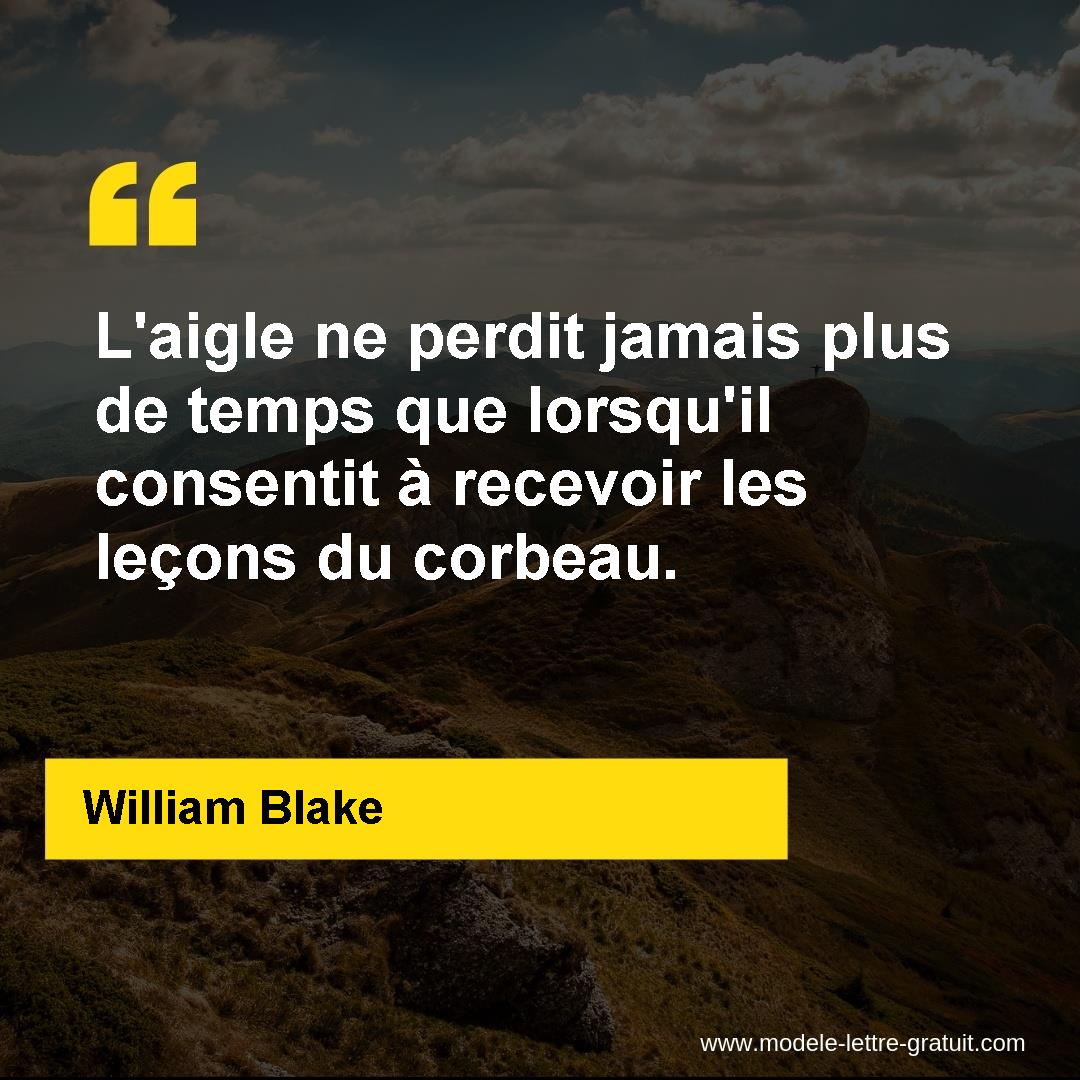 L'aigle ne perdit jamais plus
de temps que lorsqu'il
consentit à recevoir les
leçons du corbeau.
William Blake
www.modele-lettre-gratuit.com